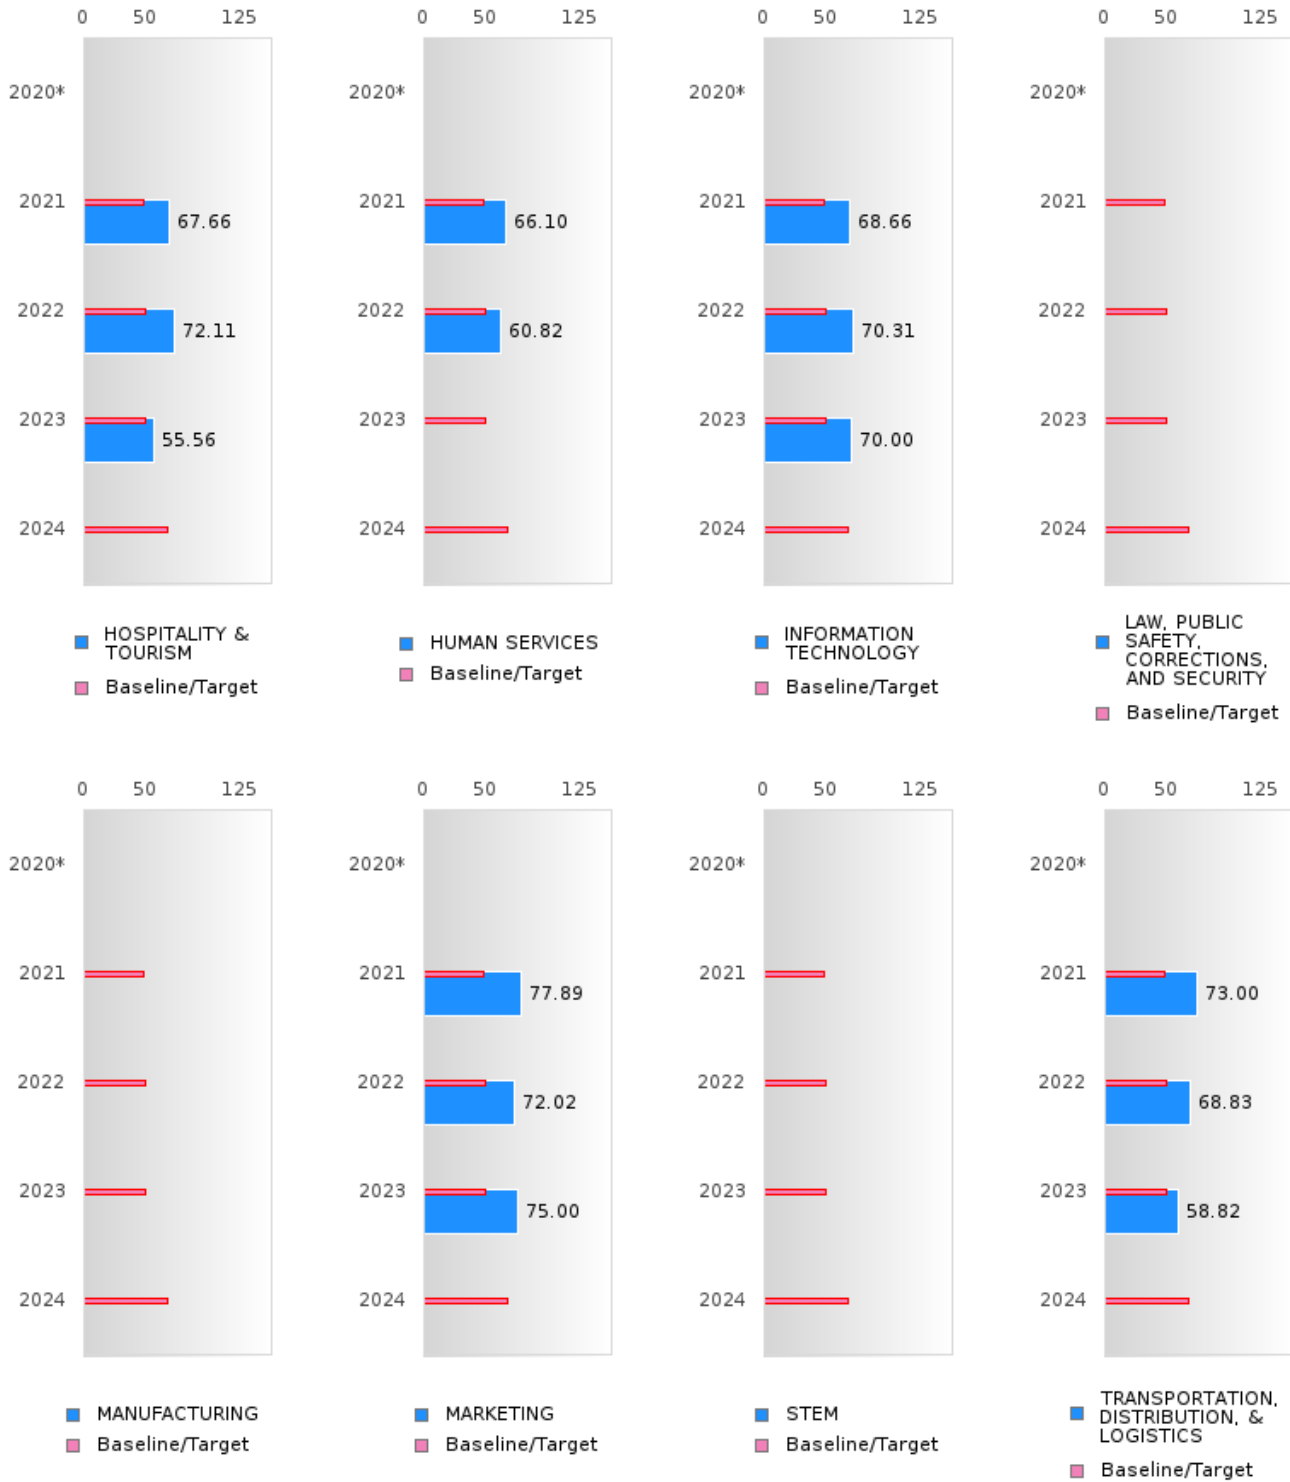 0 50 125 0 50 125 0 50 125 0 50 125
2020* 2020* 2020* 2020*
2021 67.66 2021 66.10 2021 68.66 2021
2022 72.11 2022 60.82 2022 70.31 2022
2023 55.56 2023 2023 70.00 2023
2024 2024 2024 2024
HOSPITALITY &
TOURISM
Baseline/Target
HUMAN SERVICES
Baseline/Target
INFORMATION
TECHNOLOGY
Baseline/Target
LAW, PUBLIC
SAFETY,
CORRECTIONS,
AND SECURITY
Baseline/Target
0 50 125 0 50 125 0 50 125 0 50 125
2020* 2020* 2020* 2020*
2021 2021 77.89 2021 2021 73.00
2022 2022 72.02 2022 2022 68.83
2023 2023 75.00 2023 2023 58.82
2024 2024 2024 2024
MANUFACTURING
Baseline/Target
MARKETING
Baseline/Target
STEM
Baseline/Target
TRANSPORTATION,
DISTRIBUTION, &
LOGISTICS
Baseline/Target